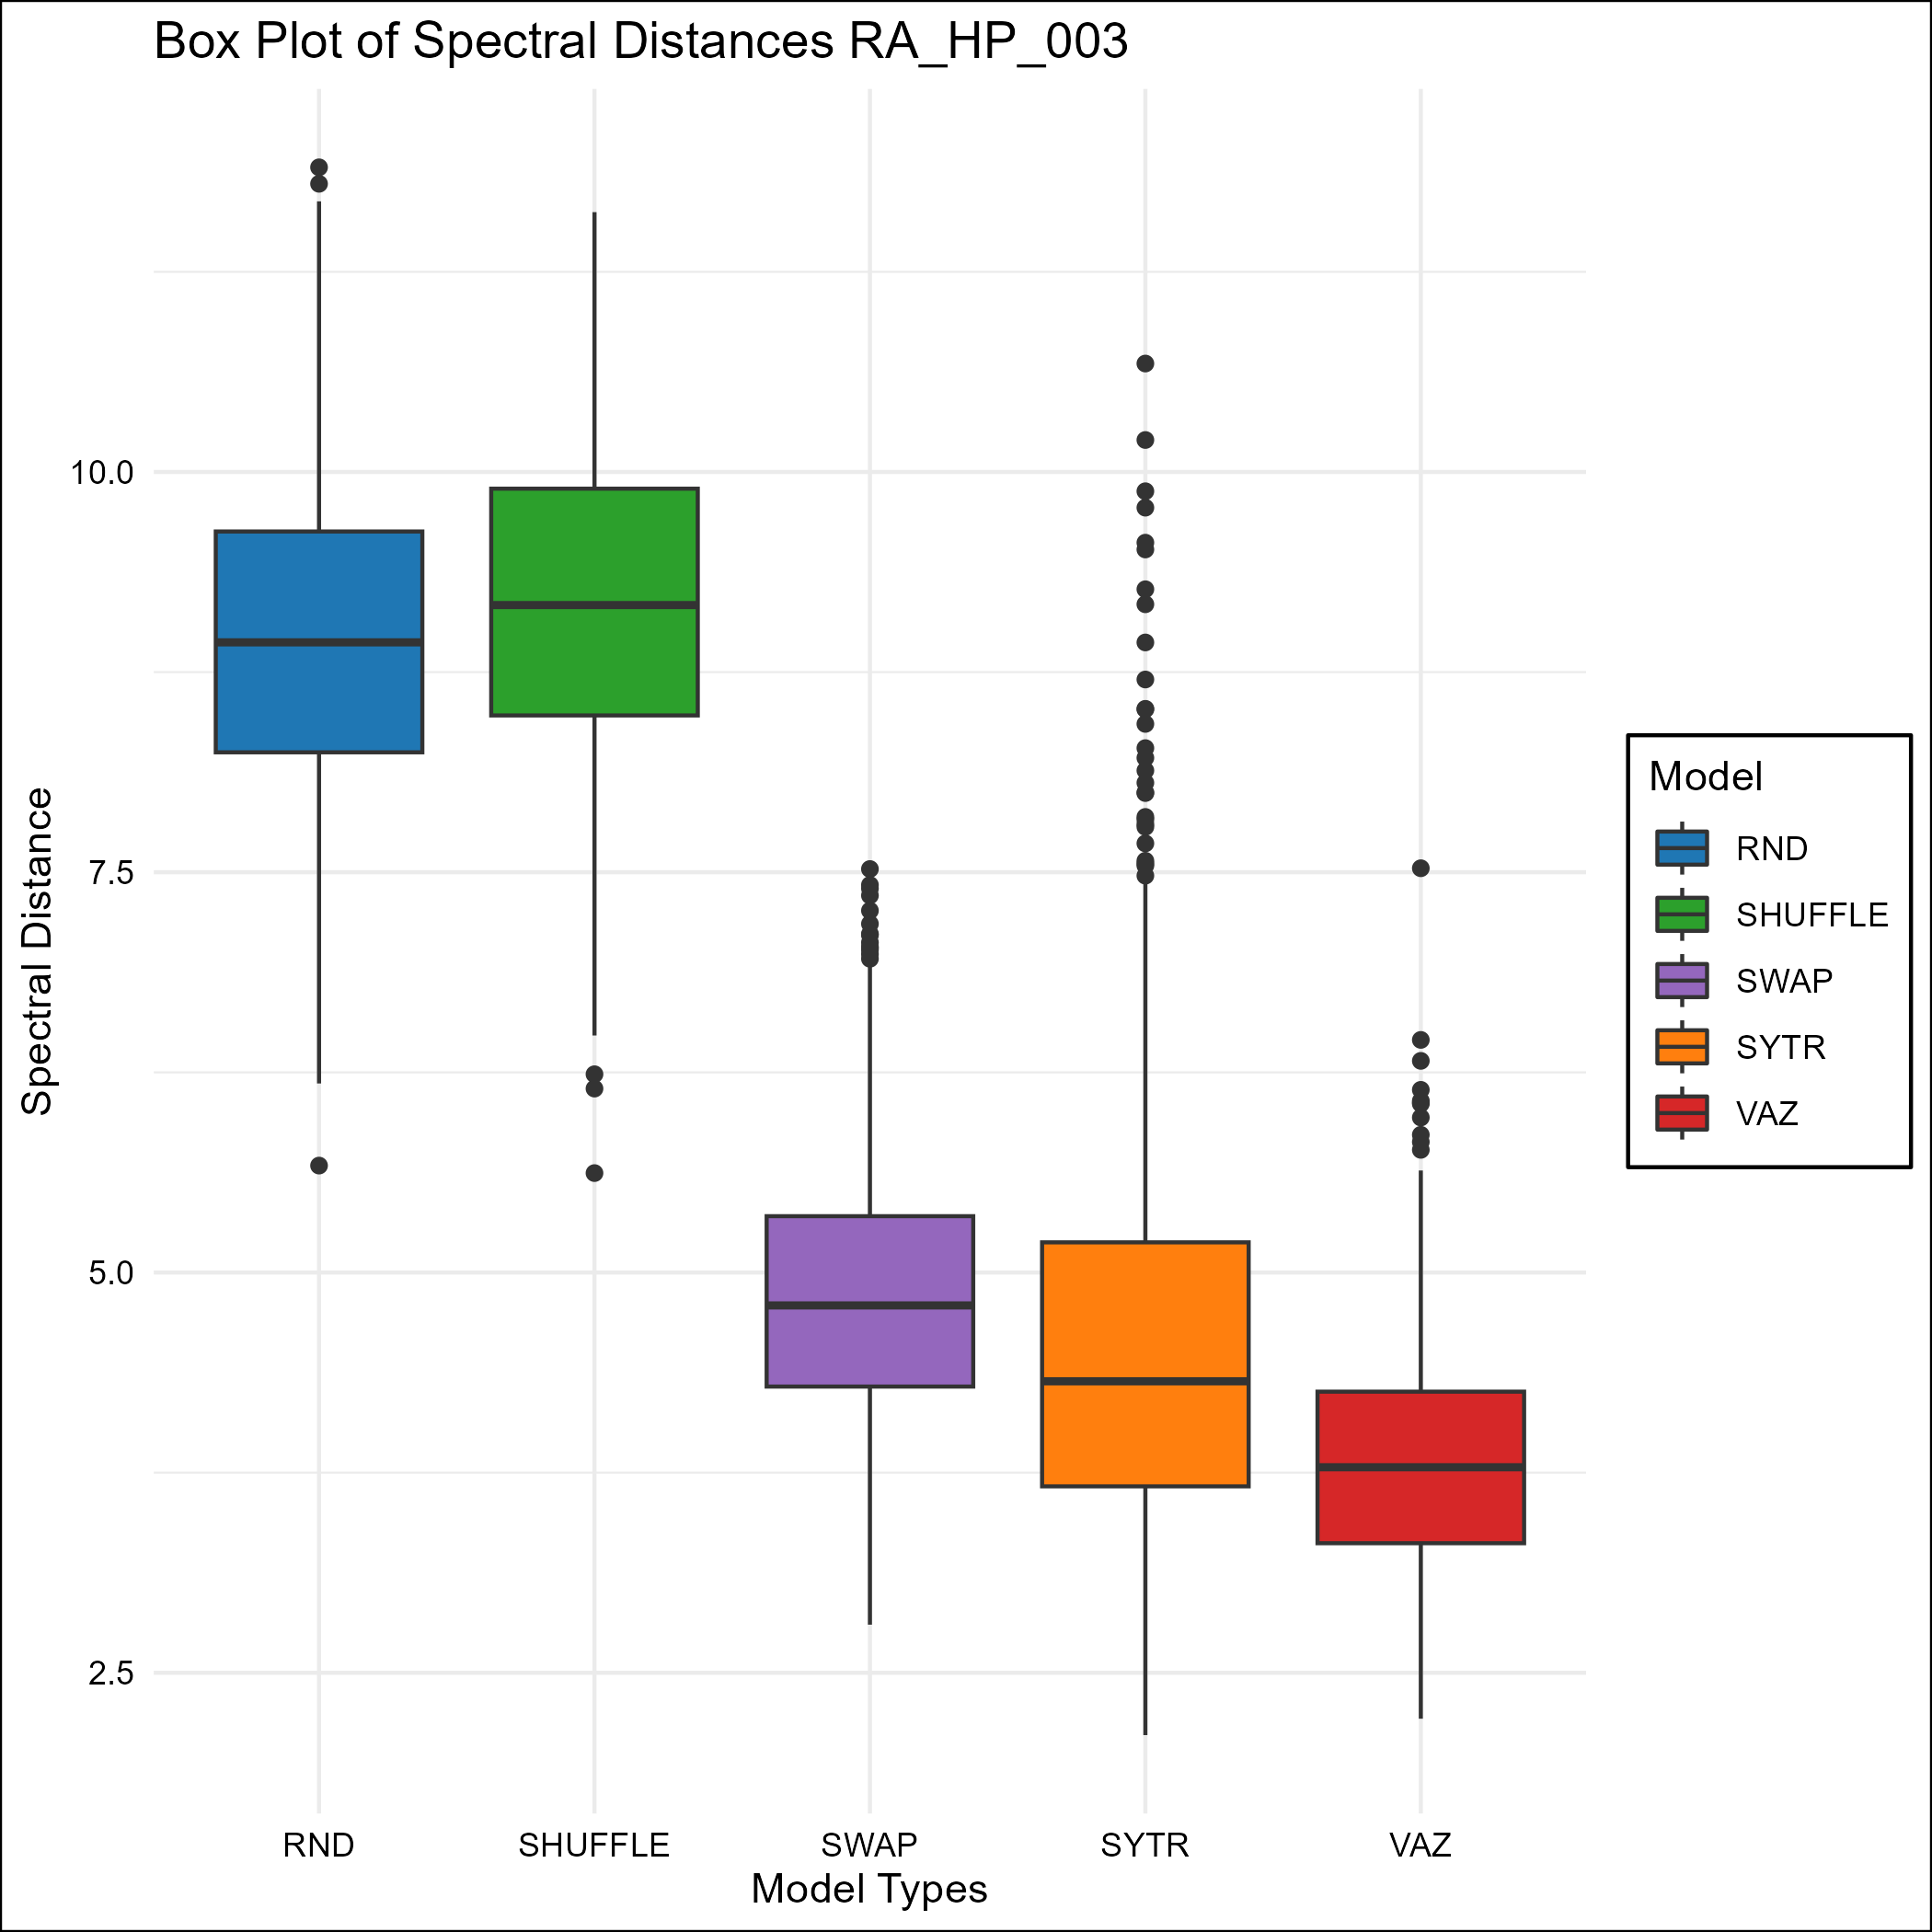 Box Plot of Spectral Distances RA_HP_003
Spectral Distance
10.0
7.5
5.0
2.5
RND
SHUFFLE
SWAP
SYTR
VAZ
Model Types
Model
RND
SHUFFLE
SWAP
SYTR
VAZ